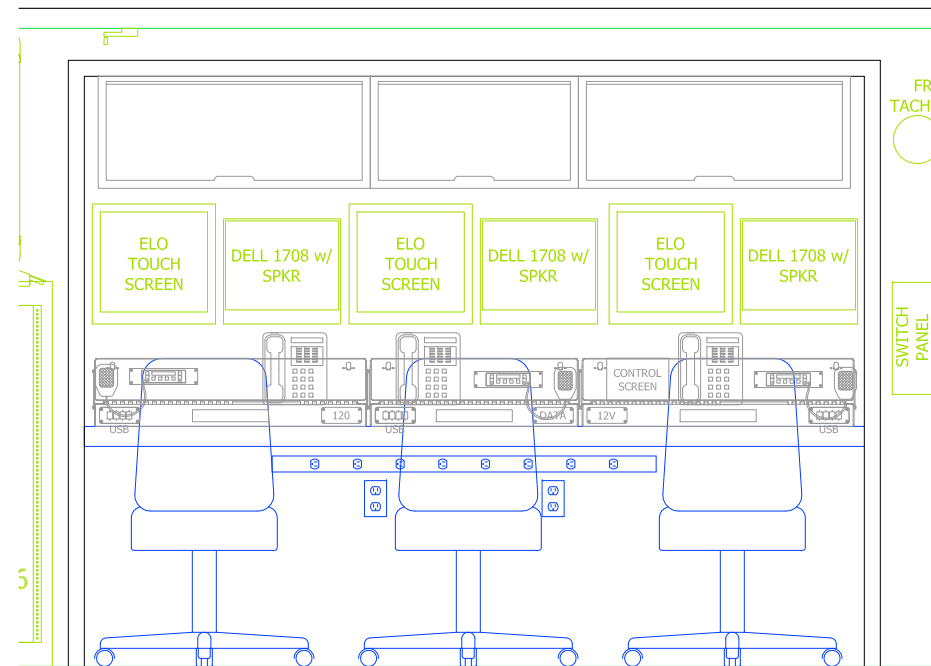 FR
TACH
ELO
TOUCH
SCREEN
DELL 1708 w/
SPKR
ELO
TOUCH
SCREEN
DELL 1708 w/
SPKR
ELO
TOUCH
SCREEN
DELL 1708 w/
SPKR
SWITCH
PANEL
CONTROL
SCREEN
120
DATA
12V
USB
USB
USB
6